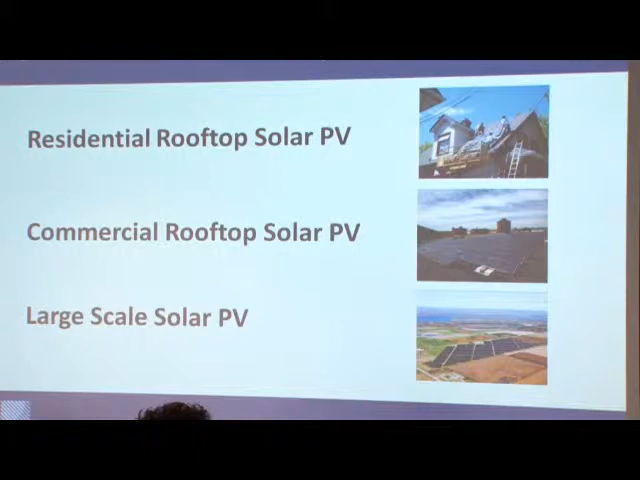 Residential Rooftop Solar PV
Commercial Rooftop Solar PV
Large Scale Solar PV